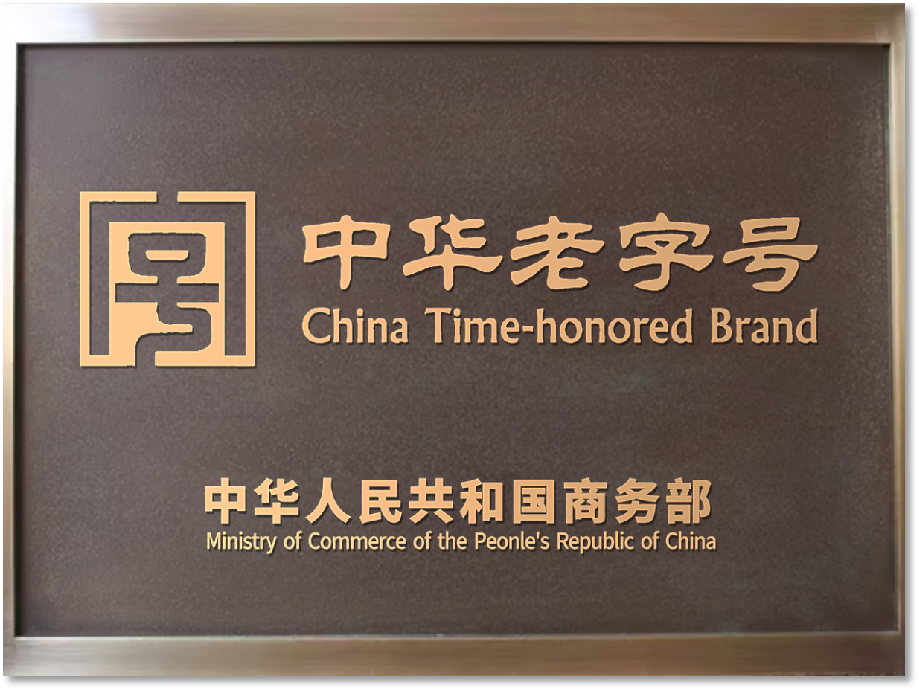 中华老字号
China Time-honored Brand
中华人民共和国商务部
Ministry of Commerce of the Peonle's Republic of China